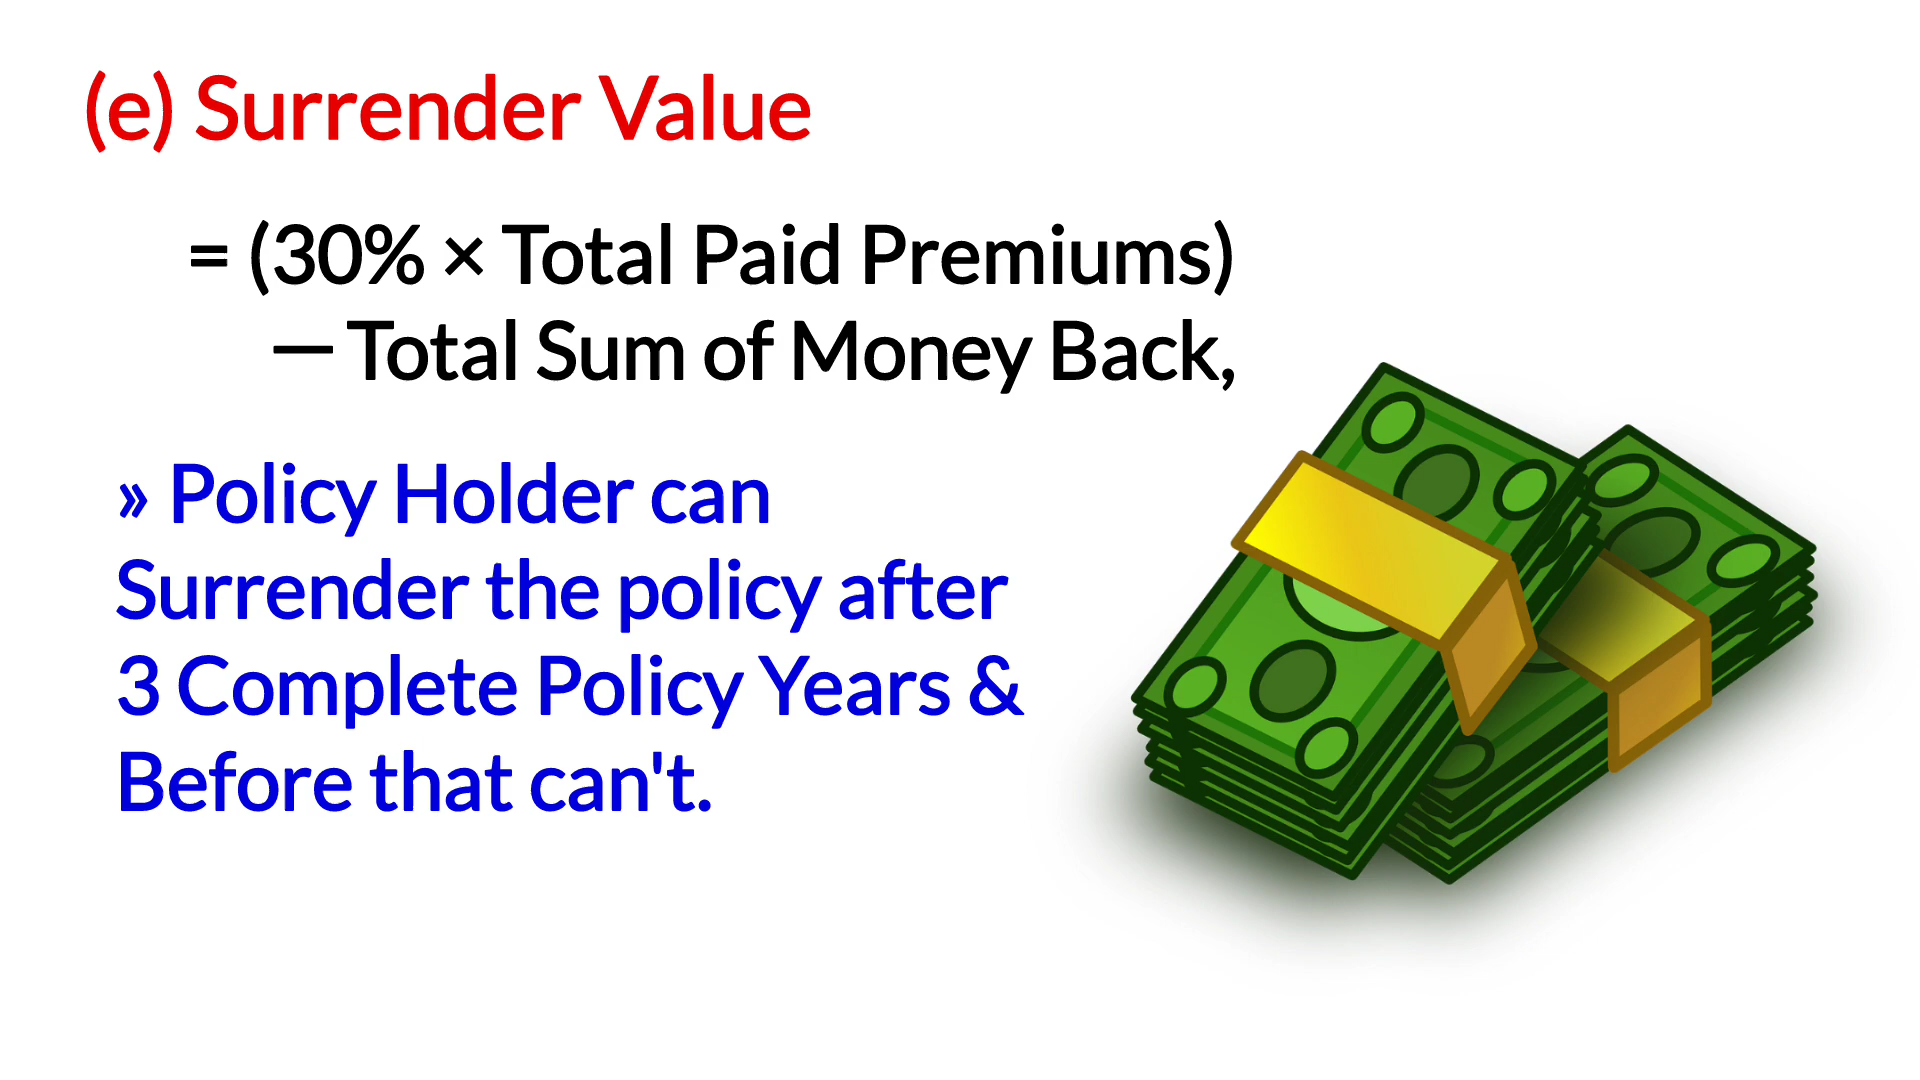 (e) Surrender Value
= (30% × Total Paid Premiums)
— Total Sum of Money Back,
» Policy Holder can
Surrender the policy after
3 Complete Policy Years &
Before that can't.